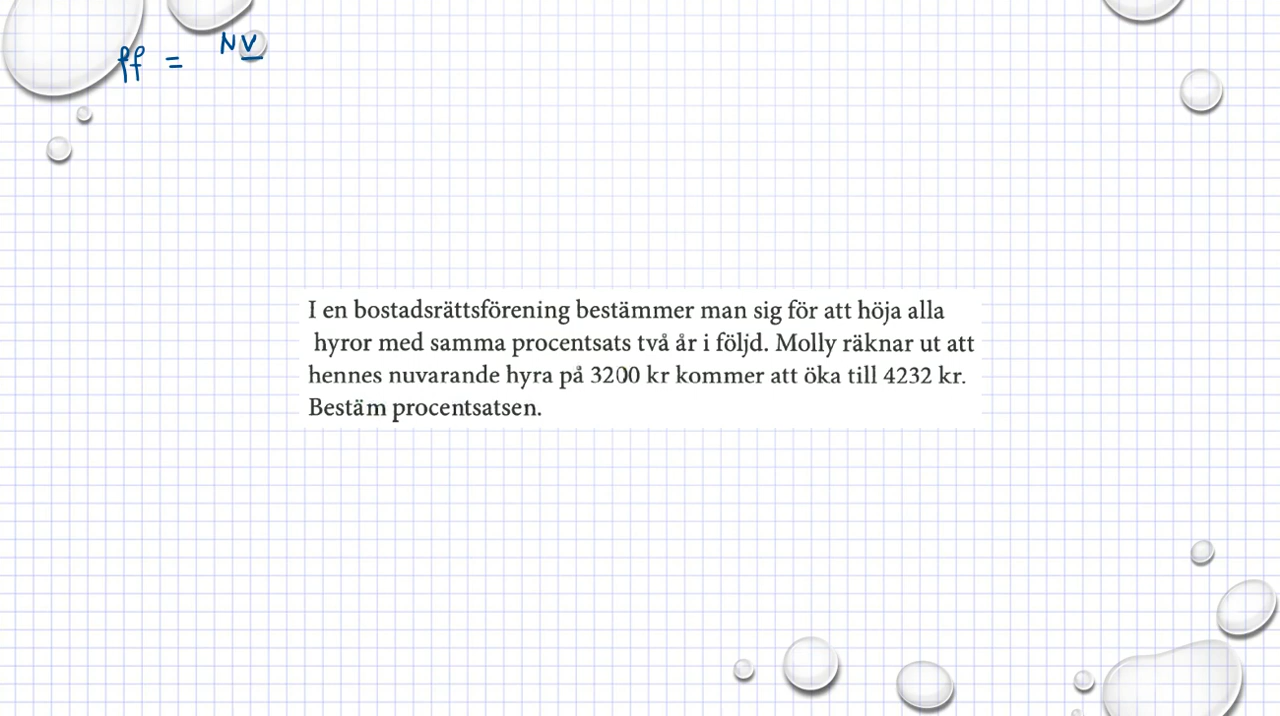 ff = NV
I en bostadsrättsförening bestämmer man sig för att höja alla
hyror med samma procentsats två år i följd. Molly räknar ut att
hennes nuvarande hyra på 3200 kr kommer att öka till 4232 kr.
Bestäm procentsatsen.